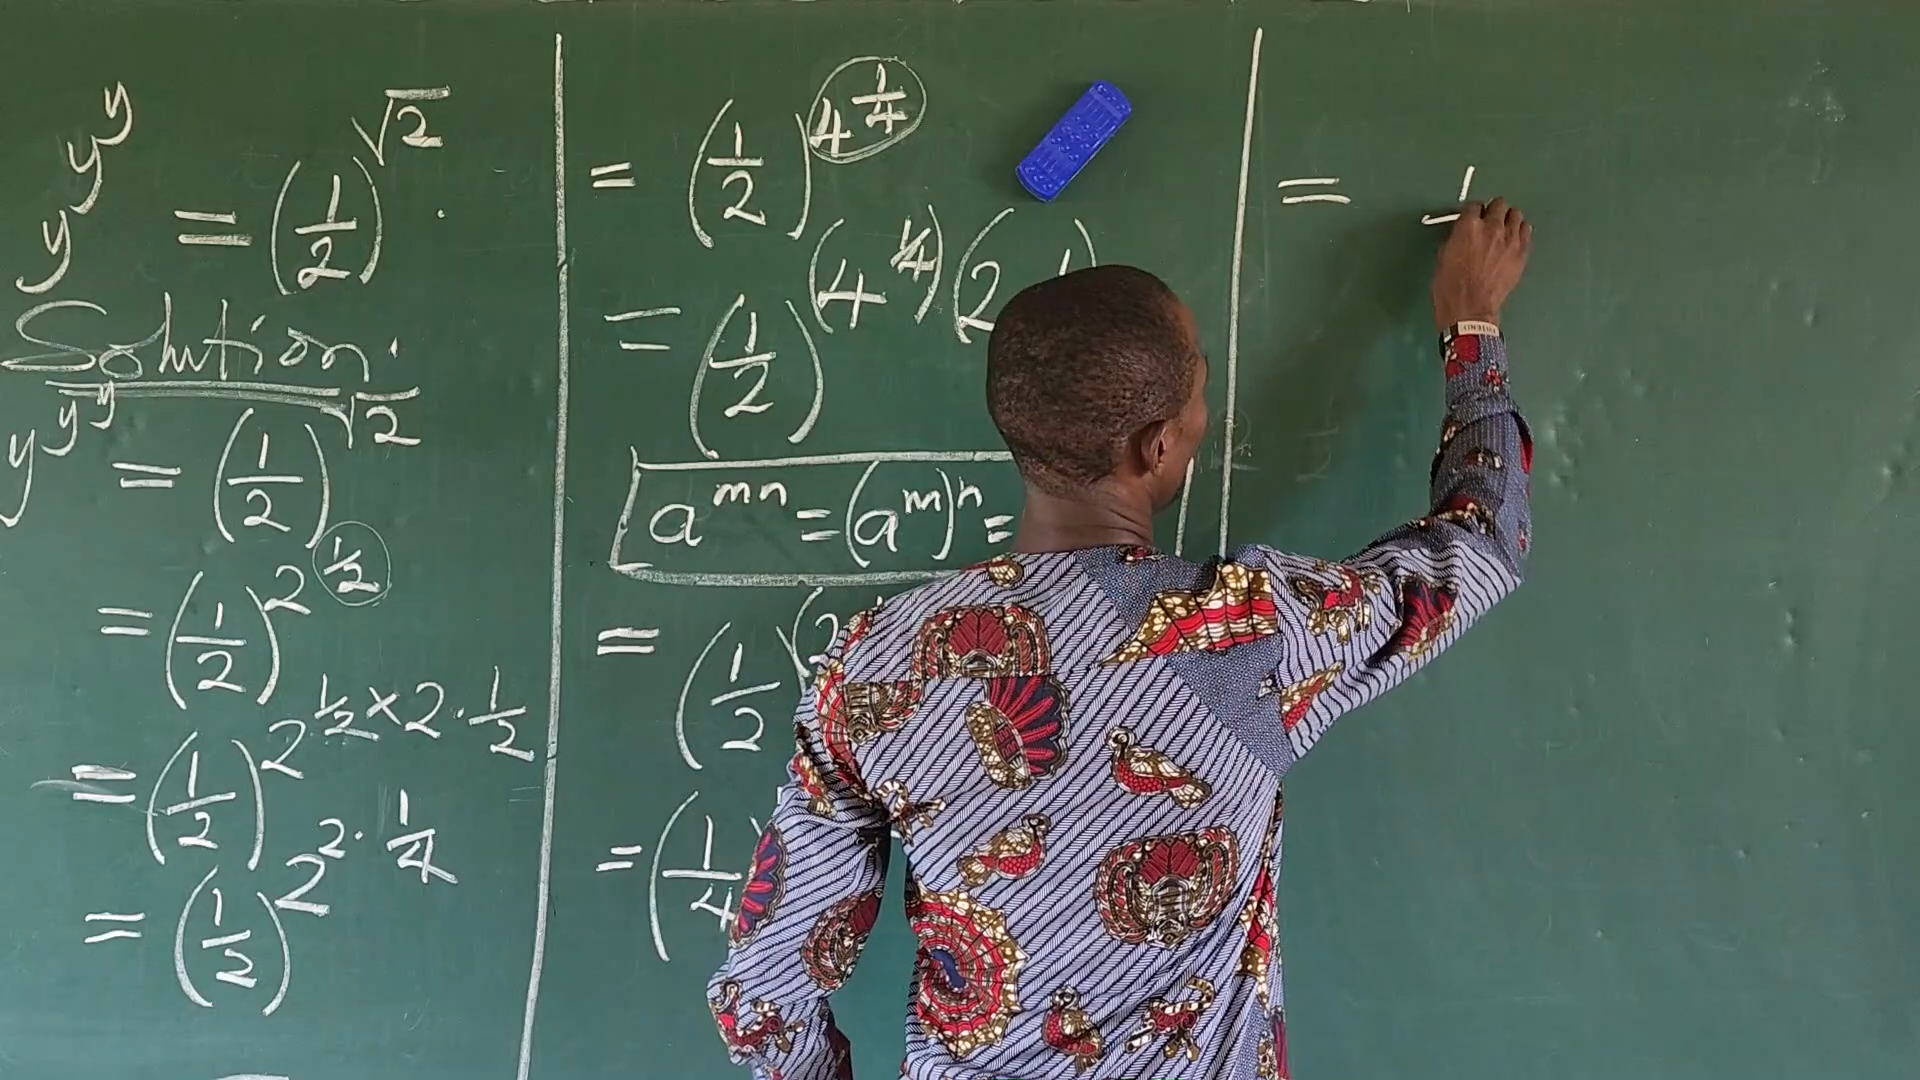 y^y^y = (1/2)^√2 .
Solution.
y^y^y = (1/2)^√2
= (1/2)^2^1/2
= (1/2)^2^1/2 × 2 · 1/2
= (1/2)^2^2 · 1/4
= (1/2)^4^1/4
= (1/2)^(4^1/4)(2
a^mn = (a^m)^n =
= (1/2)^(2
= (1/4
= 1